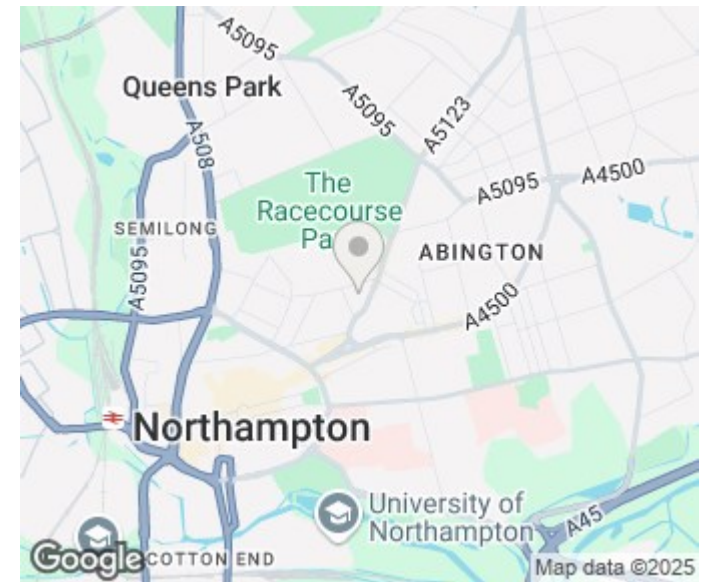 A5095
Queens Park
A5095
A5123
A508
A5095
A4500
The
Racecourse
Pa
SEMILONG
ABINGTON
A5095
A4500
Northampton
University of
Northampton
A45
Google
COTTON END
Map data ©2025